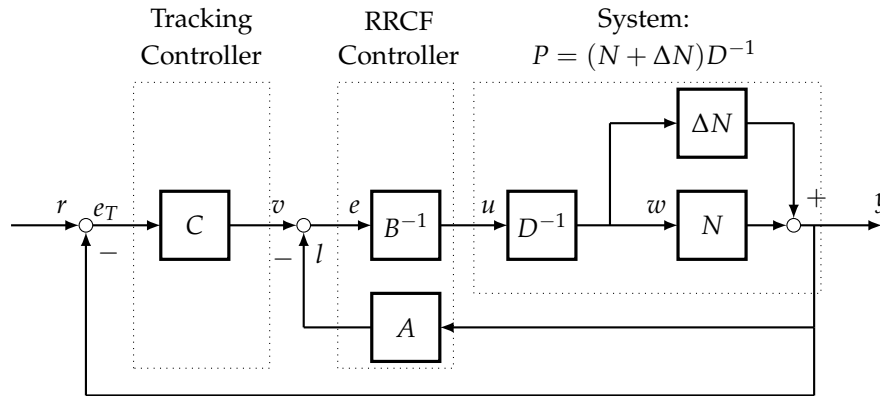 Tracking Controller
RRCF Controller
System:
P = (N + ΔN)D⁻¹
ΔN
r
e_T
C
v
e
B⁻¹
u
D⁻¹
w
N
+
y
−
−
l
A